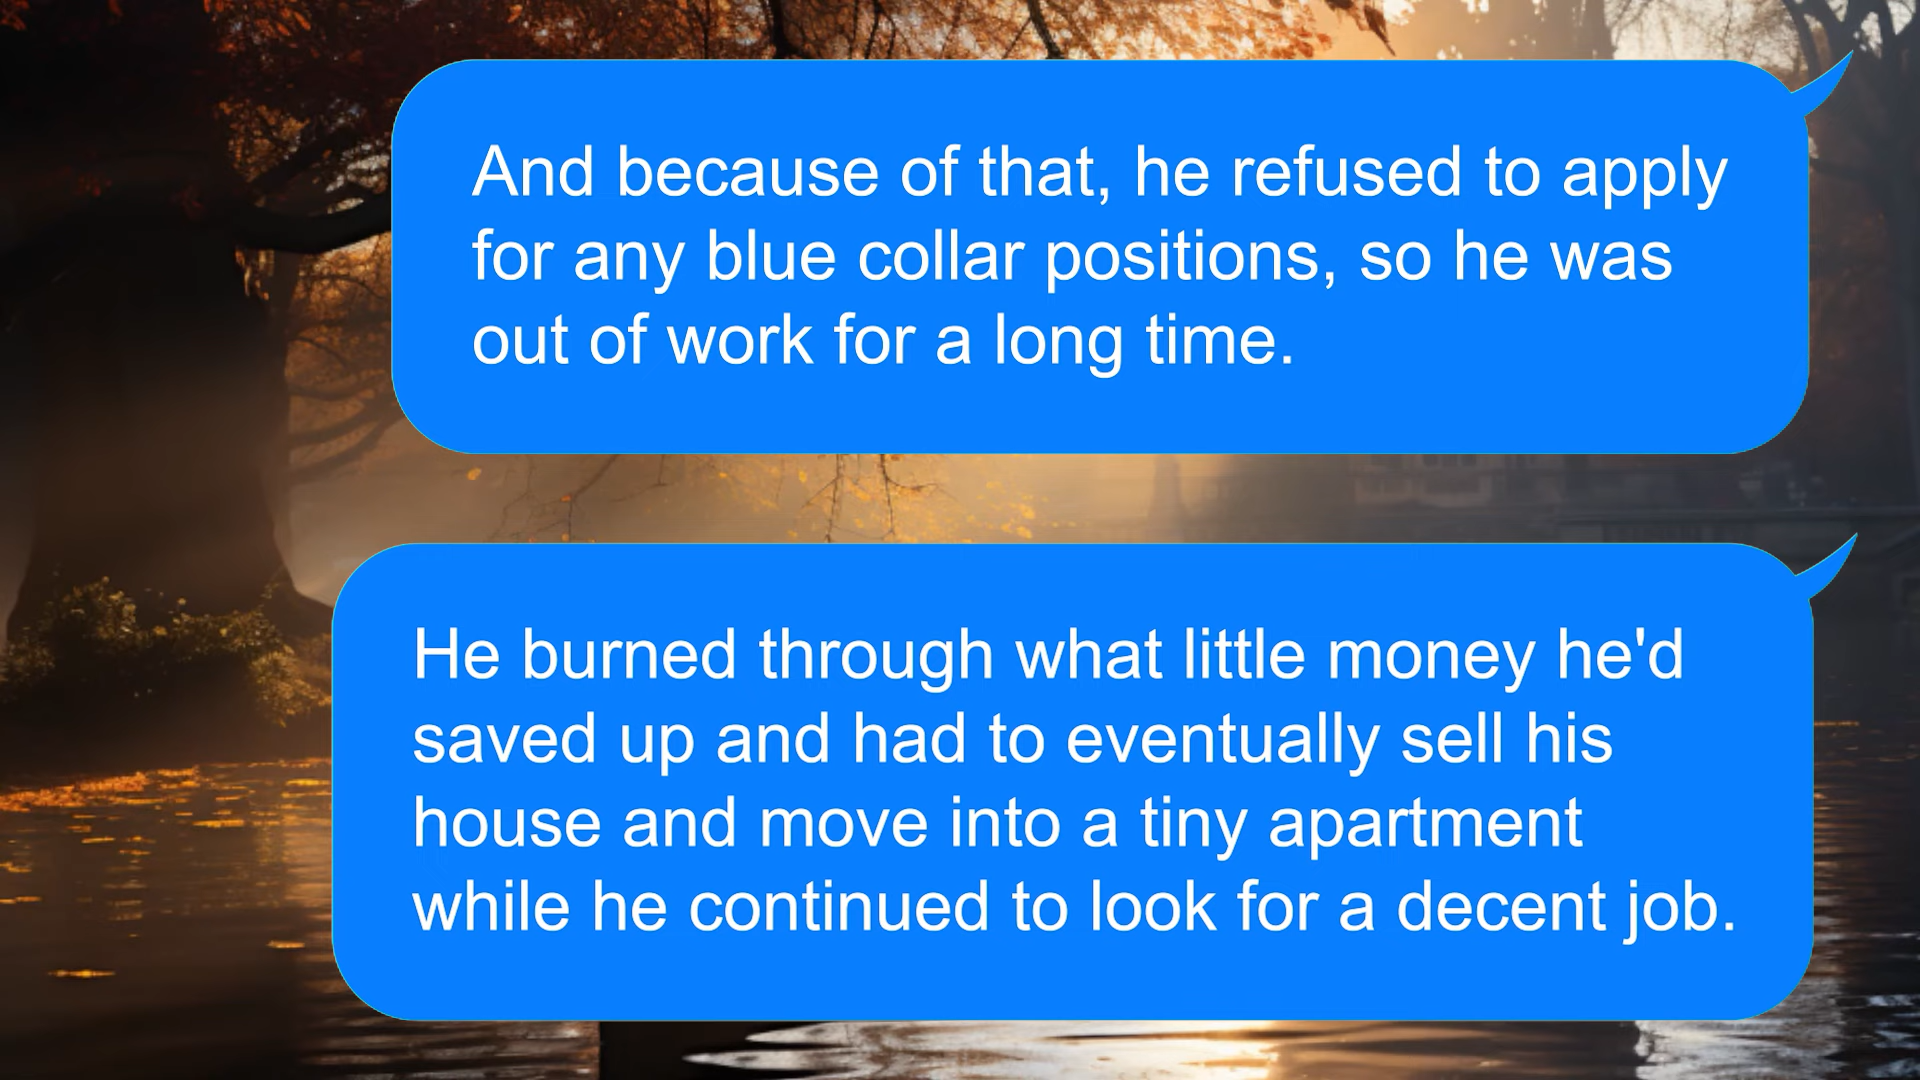 And because of that, he refused to apply
for any blue collar positions, so he was
out of work for a long time.
He burned through what little money he'd
saved up and had to eventually sell his
house and move into a tiny apartment
while he continued to look for a decent job.